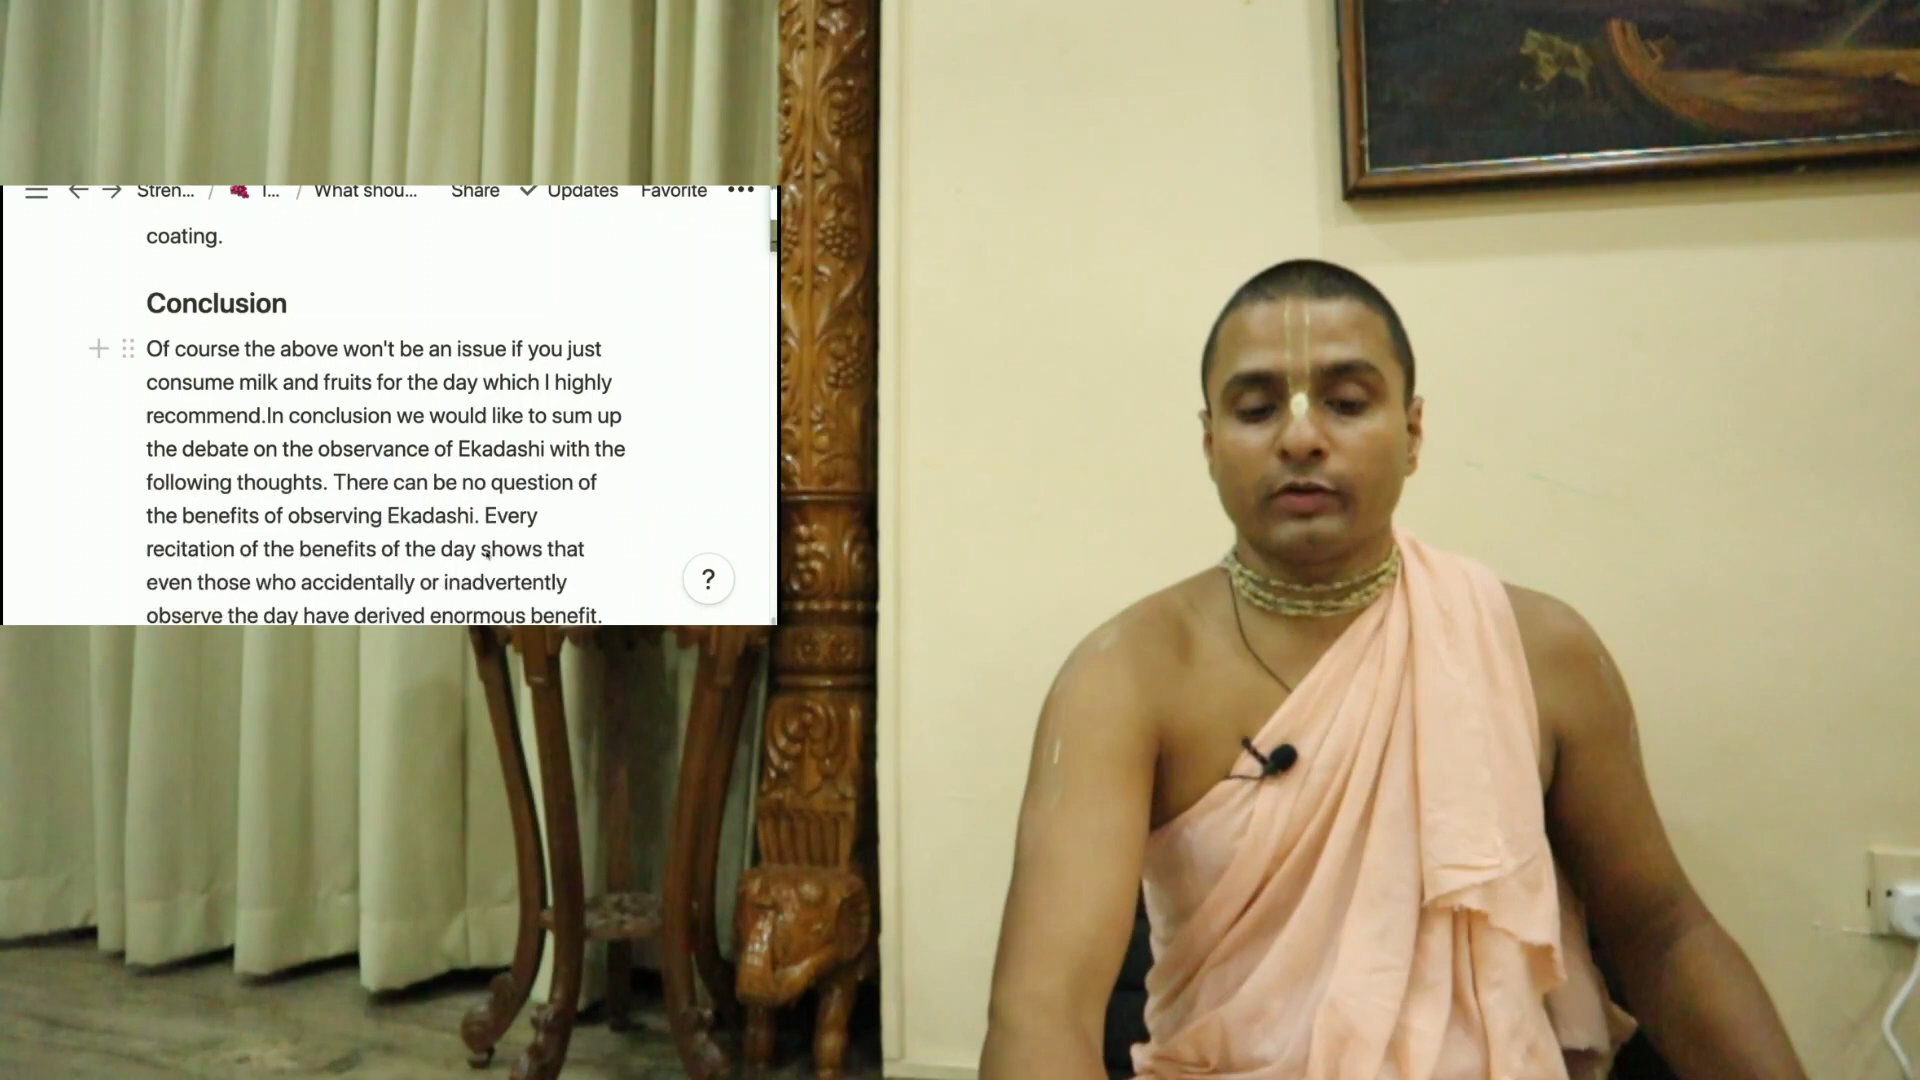 Stren... / I... / What shou... Share Updates Favorite •••
coating.
Conclusion
Of course the above won't be an issue if you just
consume milk and fruits for the day which I highly
recommend.In conclusion we would like to sum up
the debate on the observance of Ekadashi with the
following thoughts. There can be no question of
the benefits of observing Ekadashi. Every
recitation of the benefits of the day shows that
even those who accidentally or inadvertently
observe the day have derived enormous benefit.
?